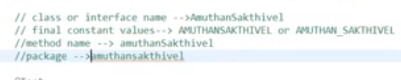 // class or interface name -->AmuthanSakthivel
// final constant values--> AMUTHANSAKTHIVEL or AMUTHAN_SAKTHIVEL
//method name --> amuthanSakthivel
//package -->amuthansakthivel